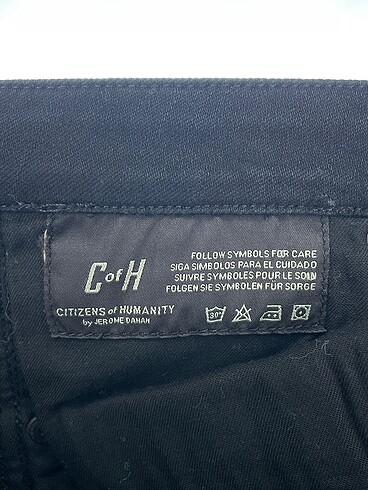 C of H
CITIZENS of HUMANITY
by JEROME DAHAN
FOLLOW SYMBOLS FOR CARE
SIGA SIMBOLOS PARA EL CUIDADO
SUIVRE SYMBOLES POUR LE SOIN
FOLGEN SIE SYMBOLEN FÜR SORGE
30°